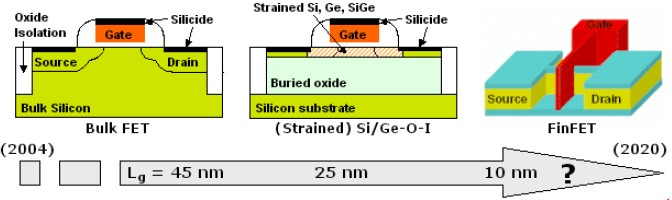 Oxide
Isolation
Silicide
Gate
Source
Drain
Bulk Silicon
Bulk FET
Strained Si, Ge, SiGe
Silicide
Gate
Buried oxide
Silicon substrate
(Strained) Si/Ge-O-I
Gate
Source
Drain
FinFET
(2004)
(2020)
Lg = 45 nm
25 nm
10 nm
?